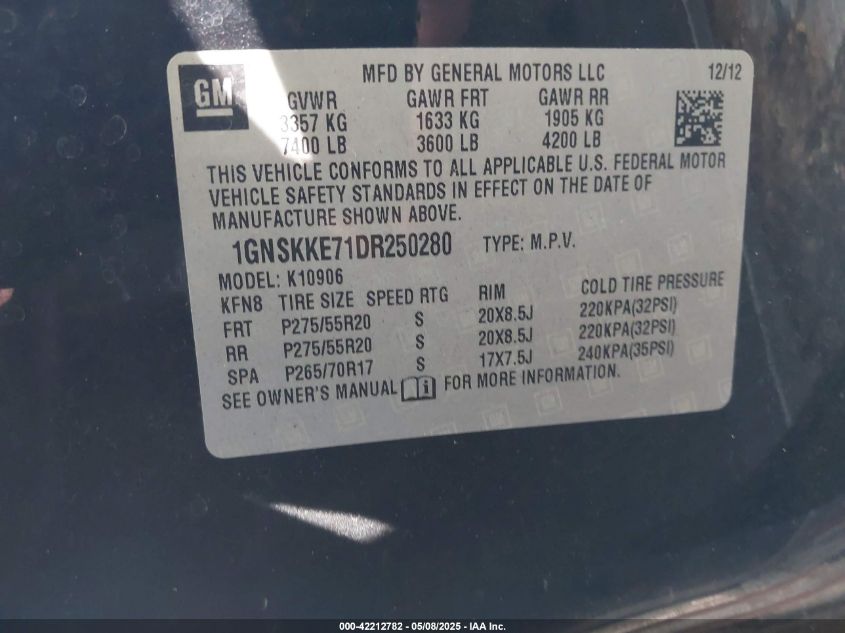 GM
MFD BY GENERAL MOTORS LLC 12/12
GVWR GAWR FRT GAWR RR
3357 KG 1633 KG 1905 KG
7400 LB 3600 LB 4200 LB
THIS VEHICLE CONFORMS TO ALL APPLICABLE U.S. FEDERAL MOTOR
VEHICLE SAFETY STANDARDS IN EFFECT ON THE DATE OF
MANUFACTURE SHOWN ABOVE.
1GNSKKE71DR250280 TYPE: M.P.V.
MODEL: K10906
KFN8 TIRE SIZE SPEED RTG RIM COLD TIRE PRESSURE
FRT P275/55R20 S 20X8.5J 220KPA(32PSI)
RR P275/55R20 S 20X8.5J 220KPA(32PSI)
SPA P265/70R17 S 17X7.5J 240KPA(35PSI)
SEE OWNER'S MANUAL FOR MORE INFORMATION.
000-42212782 - 05/08/2025 - IAA Inc.